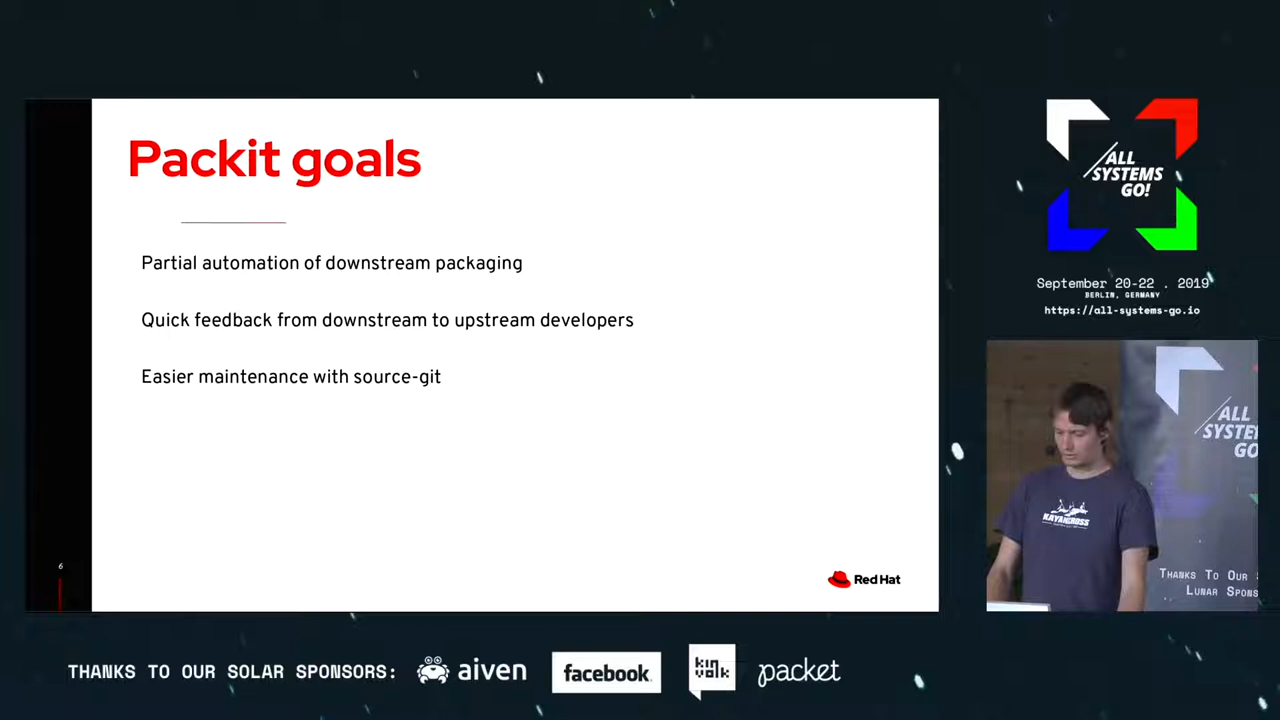 Packit goals
Partial automation of downstream packaging
Quick feedback from downstream to upstream developers
Easier maintenance with source-git
6
Red Hat
ALL
SYSTEMS
GO!
September 20-22 . 2019
BERLIN, GERMANY
https://all-systems-go.io
ALL
SYSTE
GO
KAYAKCROSS
THANKS TO OUR
LUNAR SPONS
THANKS TO OUR SOLAR SPONSORS:
aiven
facebook
kinvolk
packet